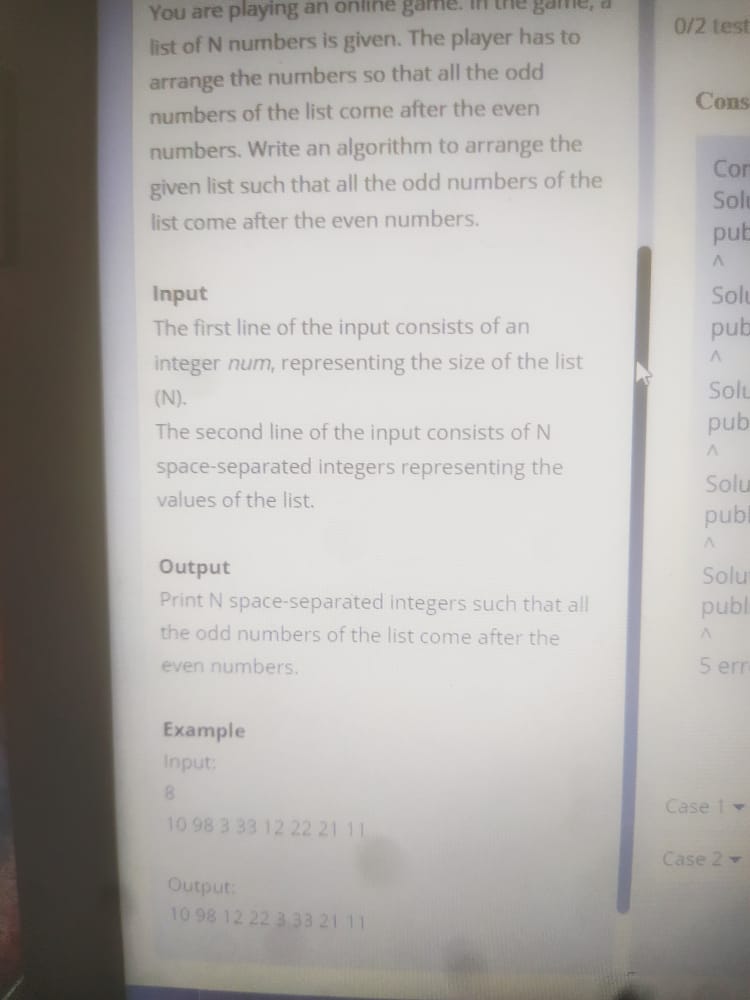 You are playing an online game. In the game, a
list of N numbers is given. The player has to
arrange the numbers so that all the odd
numbers of the list come after the even
numbers. Write an algorithm to arrange the
given list such that all the odd numbers of the
list come after the even numbers.
Input
The first line of the input consists of an
integer num, representing the size of the list
(N).
The second line of the input consists of N
space-separated integers representing the
values of the list.
Output
Print N space-separated integers such that all
the odd numbers of the list come after the
even numbers.
Example
Input:
8
10 98 3 33 12 22 21 11
Output:
10 98 12 22 3 33 21 11
0/2 test
Cons
Con
Solu
pub
^
Solu
pub
^
Solu
pub
^
Solu
publ
^
Solut
publi
^
5 erro
Case 1
Case 2